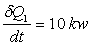 δQ₁/dt = 10 kw